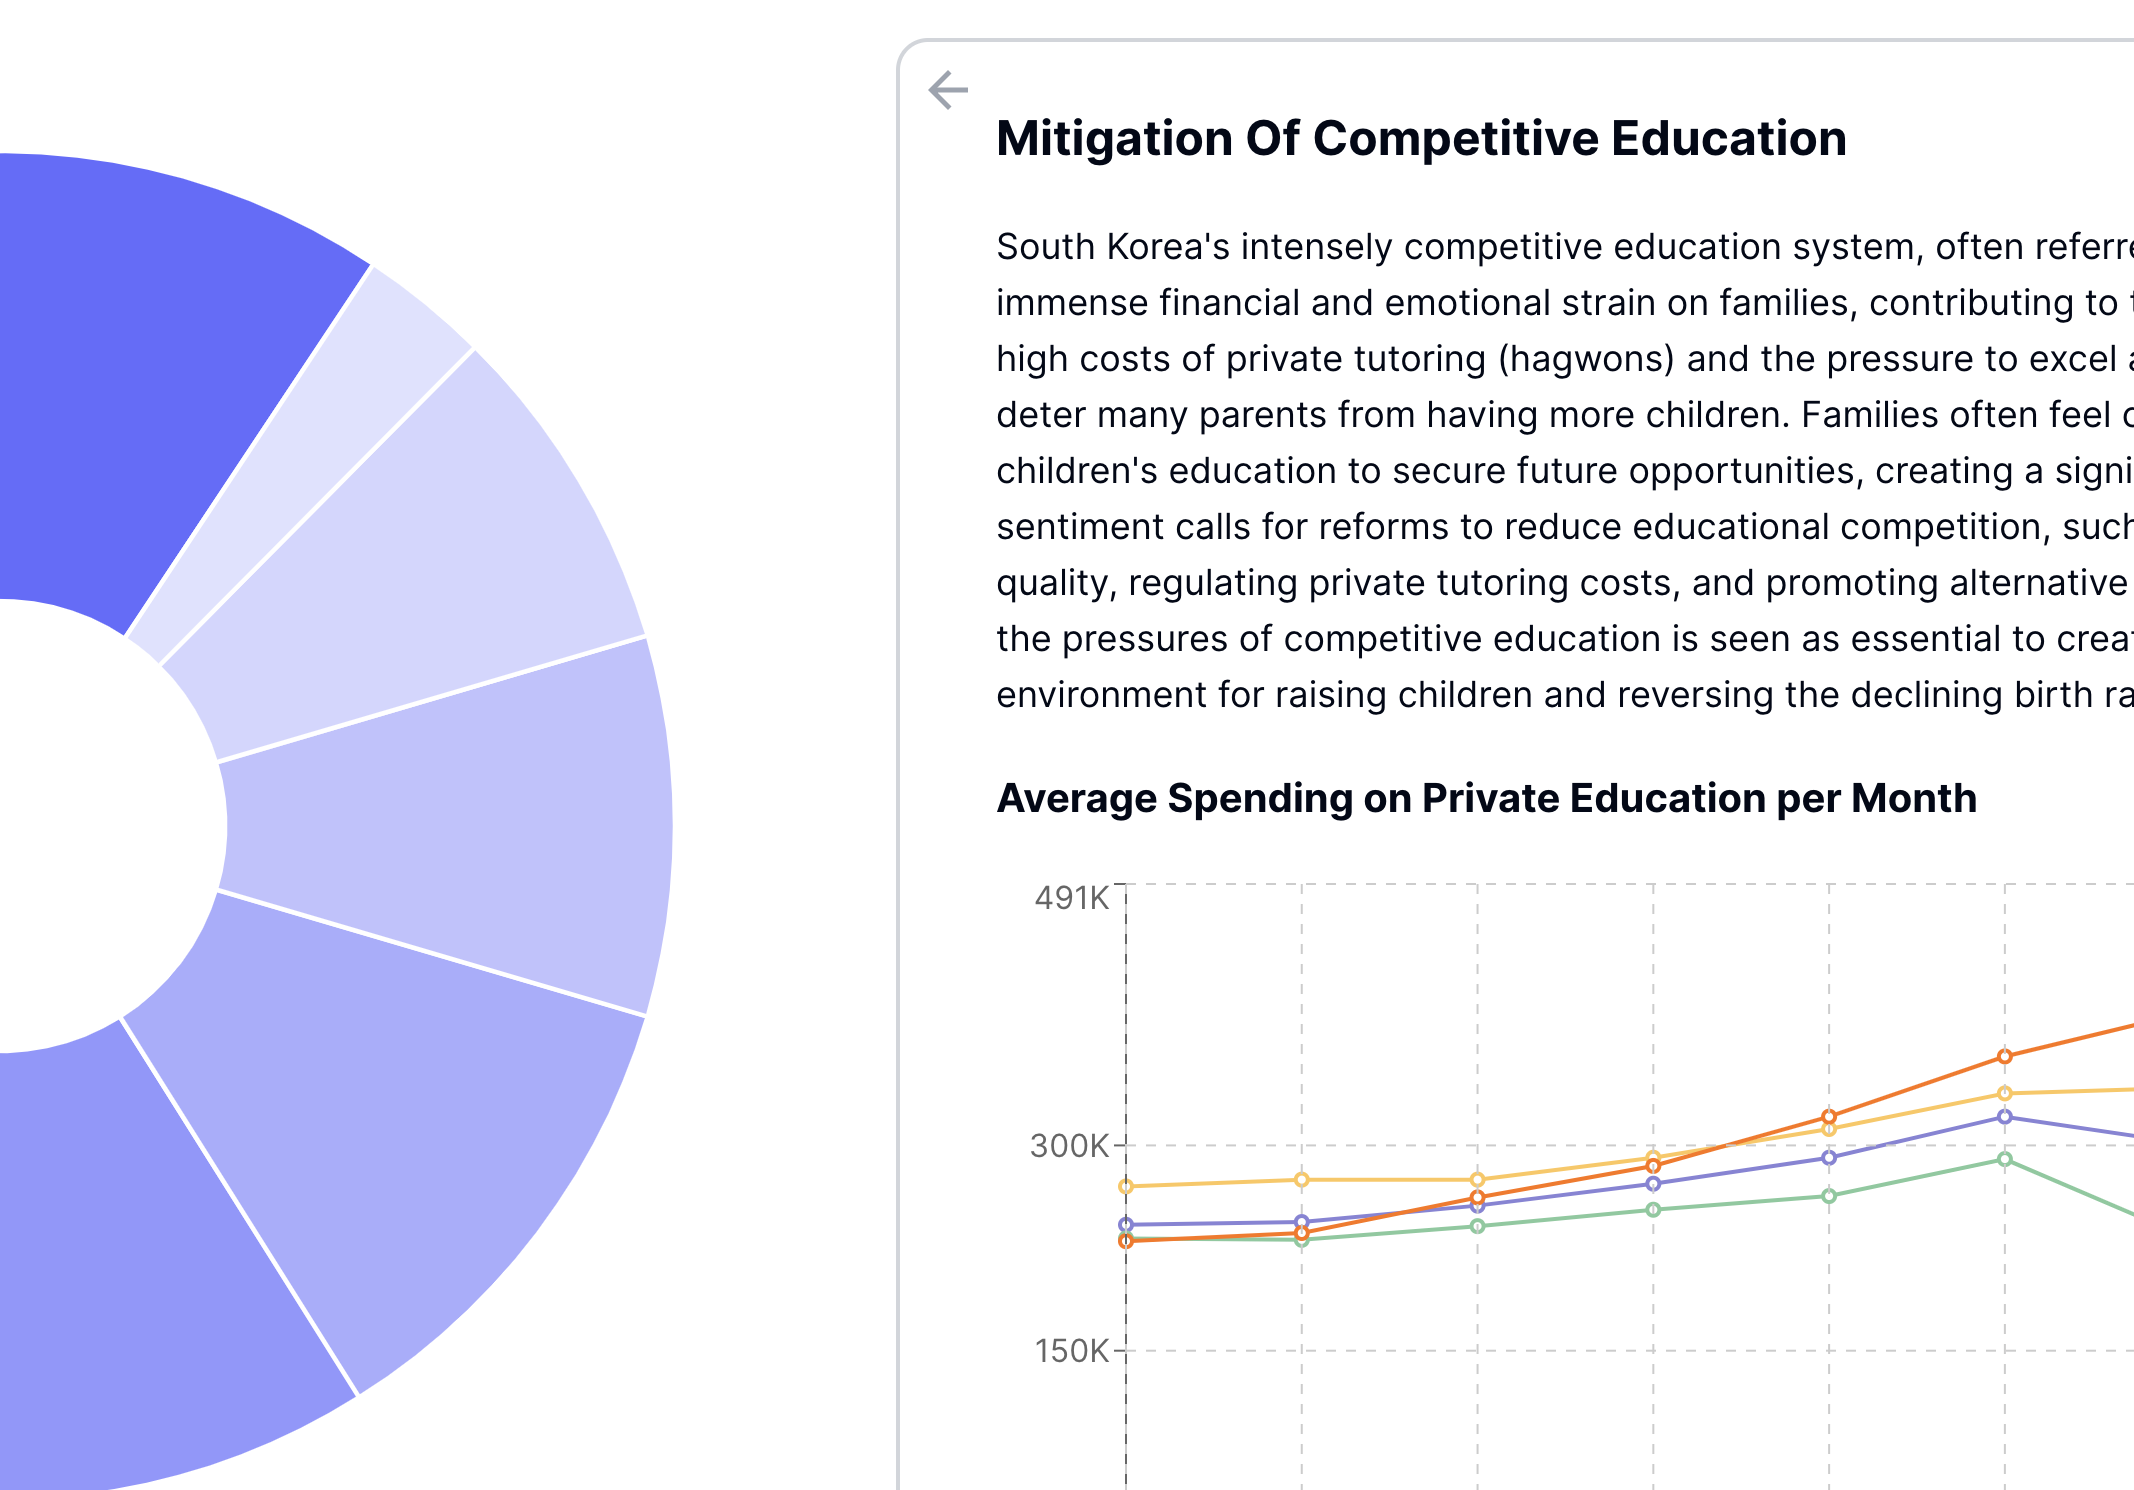 Mitigation Of Competitive Education
South Korea's intensely competitive education system, often
immense financial and emotional strain on families, contributing to
high costs of private tutoring (hagwons) and the pressure to excel
deter many parents from having more children. Families often feel
children's education to secure future opportunities, creating a
sentiment calls for reforms to reduce educational competition, such
quality, regulating private tutoring costs, and promoting alternative
the pressures of competitive education is seen as essential to
environment for raising children and reversing the declining birth
Average Spending on Private Education per Month
491K
300K
150K